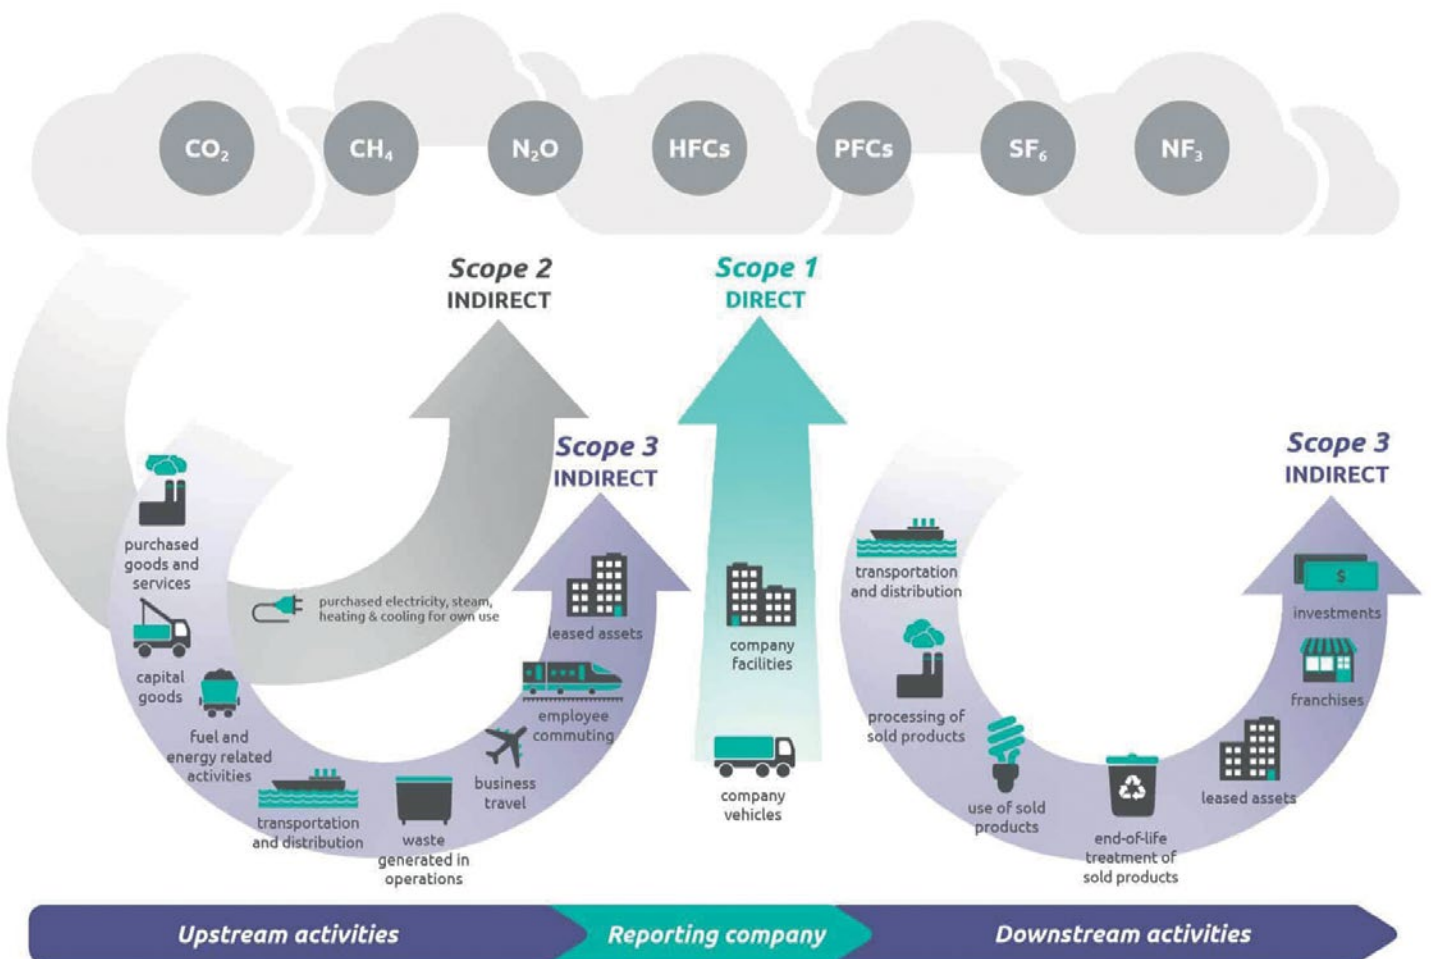 CO₂
CH₄
N₂O
HFCs
PFCs
SF₆
NF₃
Scope 2
INDIRECT
Scope 1
DIRECT
Scope 3
INDIRECT
Scope 3
INDIRECT
purchased
goods and
services
capital
goods
fuel and
energy related
activities
transportation
and distribution
waste
generated in
operations
business
travel
employee
commuting
leased assets
purchased electricity, steam,
heating & cooling for own use
company
facilities
company
vehicles
transportation
and distribution
processing of
sold products
use of sold
products
end-of-life
treatment of
sold products
leased assets
franchises
$
investments
Upstream activities
Reporting company
Downstream activities